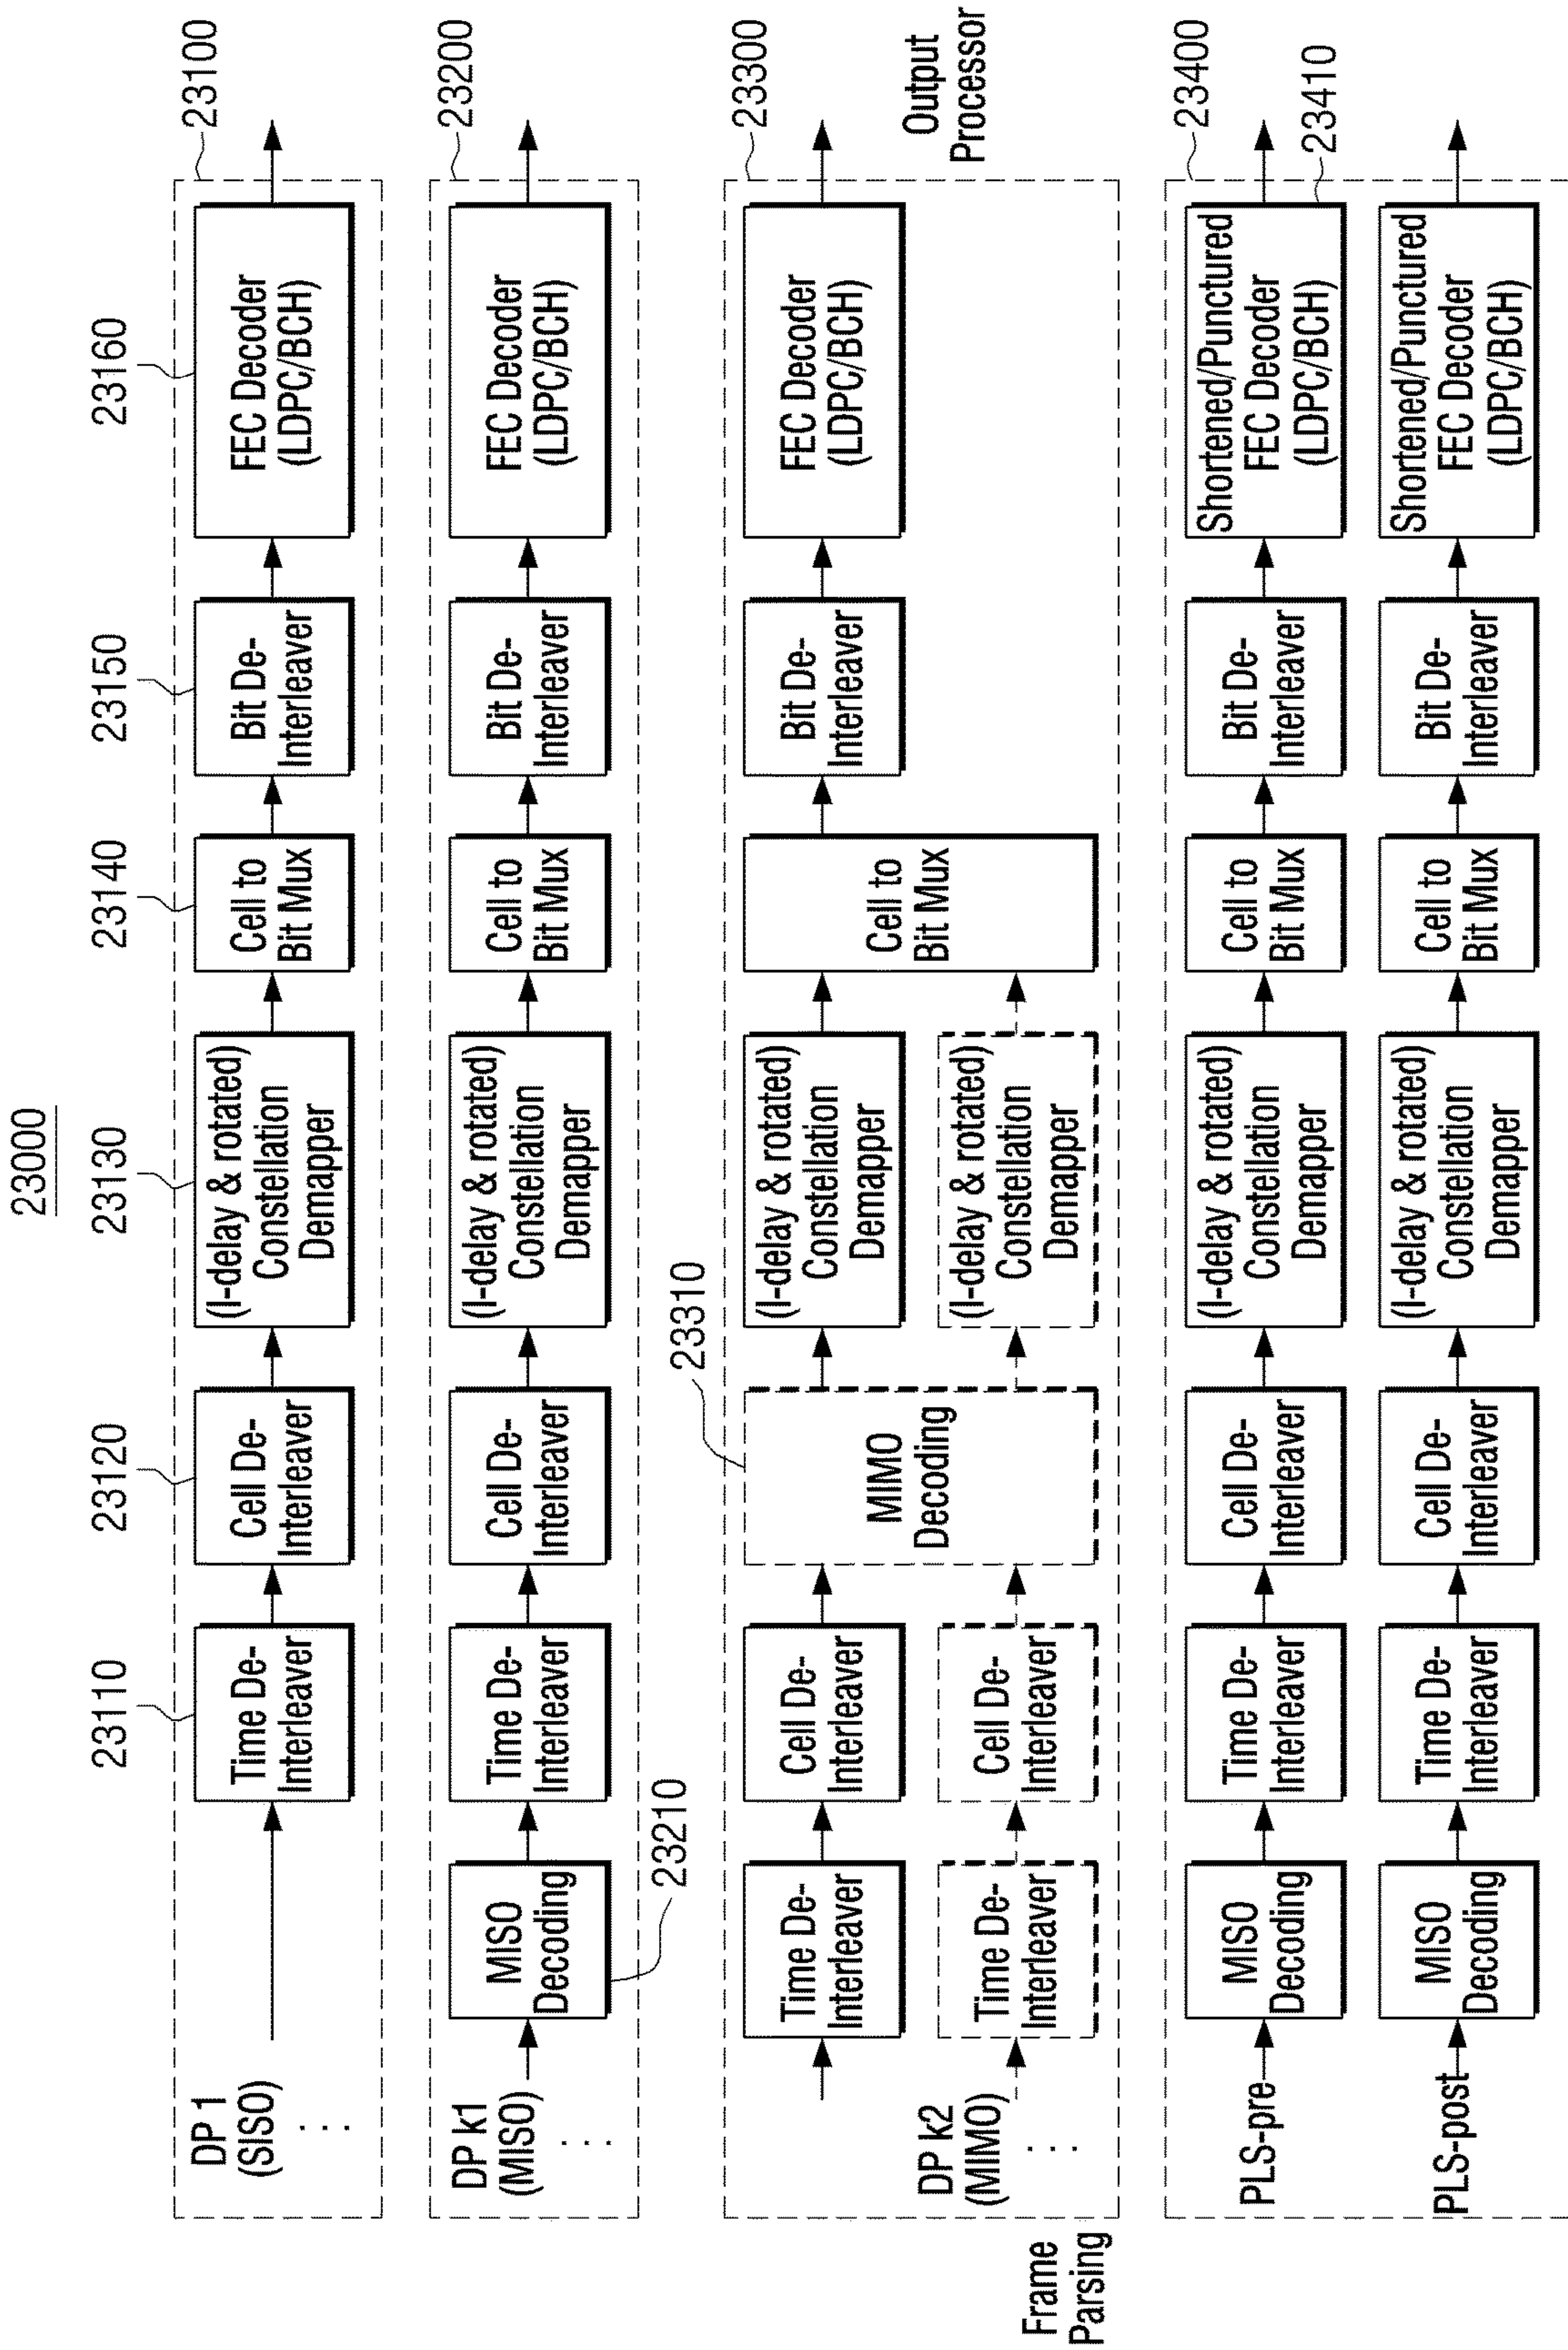 23000
23110
23120
23130
23140
23150
23160
23100
DP 1
(SISO)
Time De-
Interleaver
Cell De-
Interleaver
(I-delay & rotated)
Constellation
Demapper
Cell to
Bit Mux
Bit De-
Interleaver
FEC Decoder
(LDPC/BCH)
23200
DP k1
(MISO)
MISO
Decoding
23210
Time De-
Interleaver
Cell De-
Interleaver
(I-delay & rotated)
Constellation
Demapper
Cell to
Bit Mux
Bit De-
Interleaver
FEC Decoder
(LDPC/BCH)
23300
23310
Time De-
Interleaver
Cell De-
Interleaver
MIMO
Decoding
(I-delay & rotated)
Constellation
Demapper
Cell to
Bit Mux
Bit De-
Interleaver
FEC Decoder
(LDPC/BCH)
DP k2
(MIMO)
Time De-
Interleaver
Cell De-
Interleaver
(I-delay & rotated)
Constellation
Demapper
Output
Processor
Frame
Parsing
23400
23410
PLS-pre
MISO
Decoding
Time De-
Interleaver
Cell De-
Interleaver
(I-delay & rotated)
Constellation
Demapper
Cell to
Bit Mux
Bit De-
Interleaver
Shortened/Punctured
FEC Decoder
(LDPC/BCH)
PLS-post
MISO
Decoding
Time De-
Interleaver
Cell De-
Interleaver
(I-delay & rotated)
Constellation
Demapper
Cell to
Bit Mux
Bit De-
Interleaver
Shortened/Punctured
FEC Decoder
(LDPC/BCH)